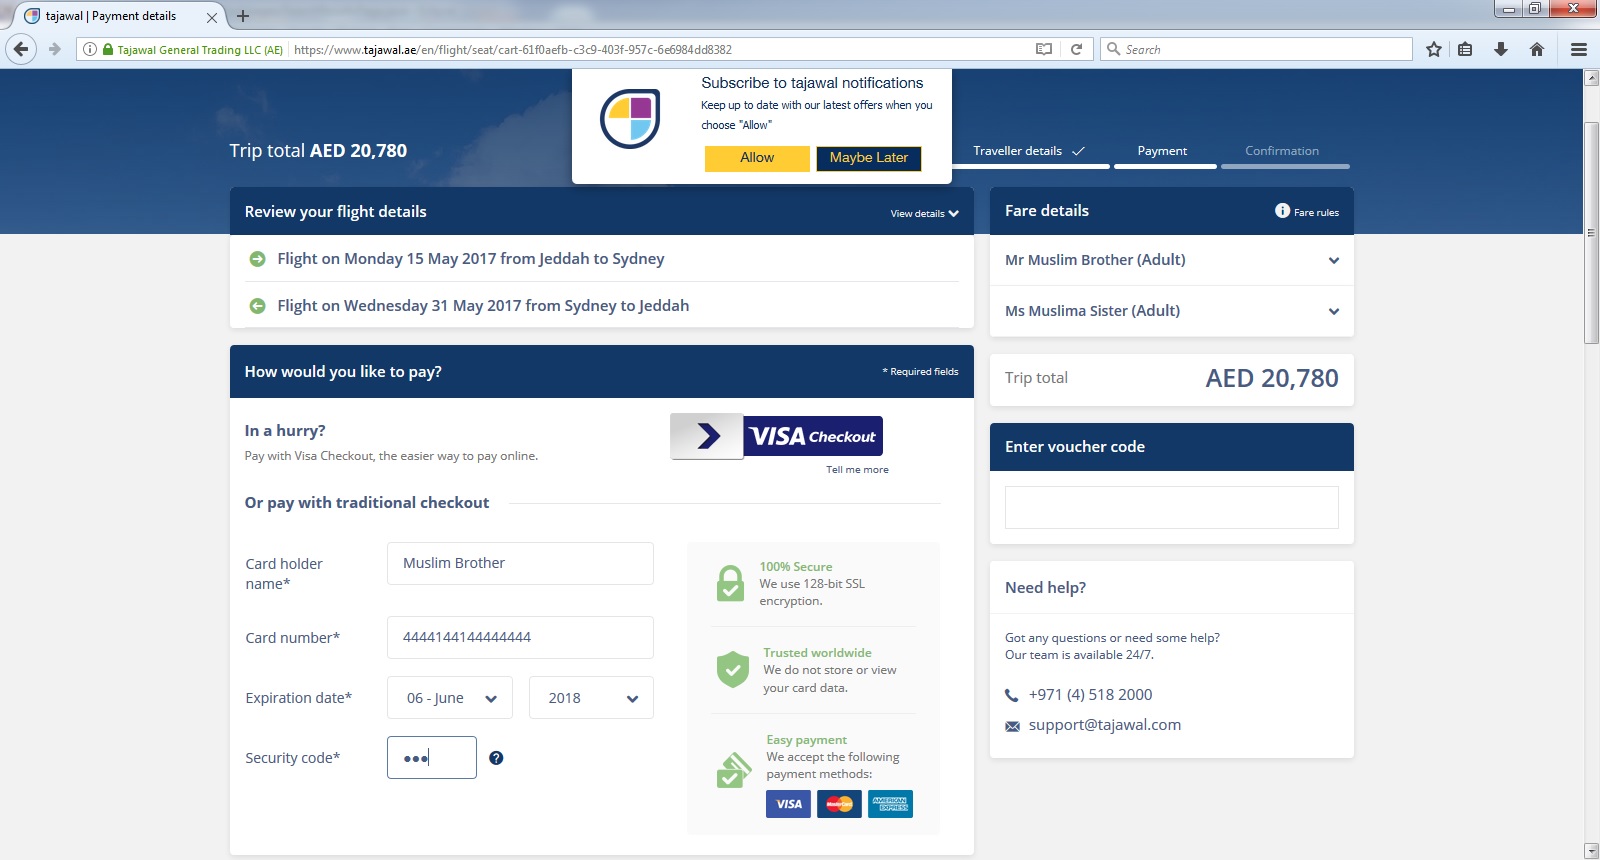 tajawal | Payment details
Tajawal General Trading LLC (AE)
https://www.tajawal.ae/en/flight/seat/cart-61f0aefb-c3c9-403f-957c-6e6984dd8382
Search
Subscribe to tajawal notifications
Keep up to date with our latest offers when you
choose "Allow"
Allow
Maybe Later
Trip total AED 20,780
Traveller details
Payment
Confirmation
Review your flight details
View details
Flight on Monday 15 May 2017 from Jeddah to Sydney
Flight on Wednesday 31 May 2017 from Sydney to Jeddah
How would you like to pay?
* Required fields
In a hurry?
Pay with Visa Checkout, the easier way to pay online.
VISA Checkout
Tell me more
Or pay with traditional checkout
Card holder
name*
Muslim Brother
Card number*
4444144144444444
Expiration date*
06 - June
2018
Security code*
100% Secure
We use 128-bit SSL
encryption.
Trusted worldwide
We do not store or view
your card data.
Easy payment
We accept the following
payment methods:
VISA
MasterCard
AMERICAN
EXPRESS
Fare details
Fare rules
Mr Muslim Brother (Adult)
Ms Muslima Sister (Adult)
Trip total
AED 20,780
Enter voucher code
Need help?
Got any questions or need some help?
Our team is available 24/7.
+971 (4) 518 2000
support@tajawal.com